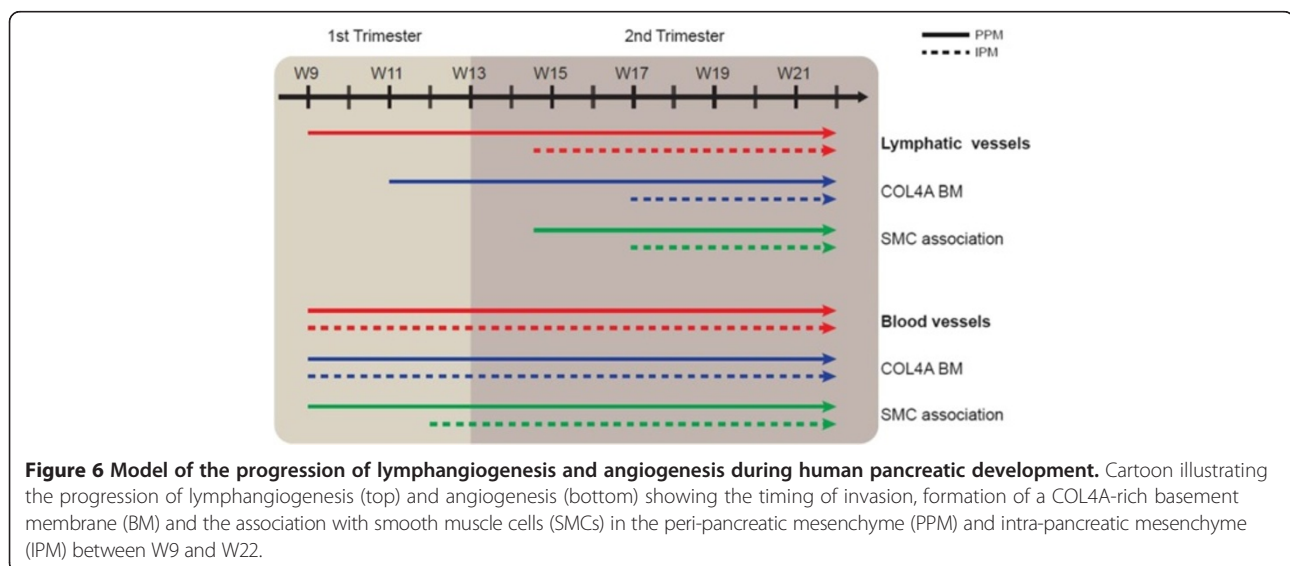 1st Trimester 2nd Trimester
PPM
IPM
W9 W11 W13 W15 W17 W19 W21
Lymphatic vessels
COL4A BM
SMC association
Blood vessels
COL4A BM
SMC association
Figure 6 Model of the progression of lymphangiogenesis and angiogenesis during human pancreatic development. Cartoon illustrating
the progression of lymphangiogenesis (top) and angiogenesis (bottom) showing the timing of invasion, formation of a COL4A-rich basement
membrane (BM) and the association with smooth muscle cells (SMCs) in the peri-pancreatic mesenchyme (PPM) and intra-pancreatic mesenchyme
(IPM) between W9 and W22.